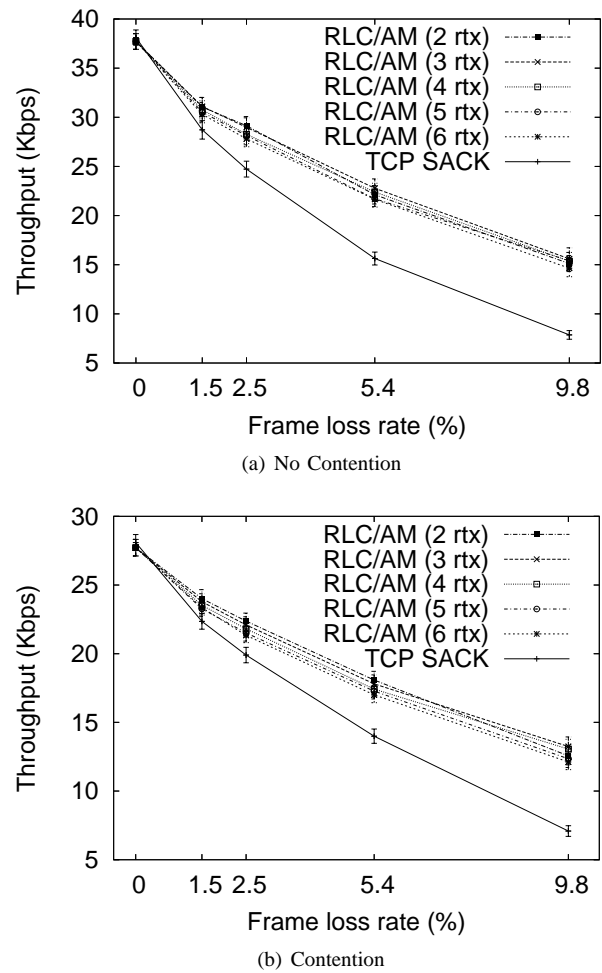 40
35
30
25
20
15
10
5
Throughput (Kbps)
RLC/AM (2 rtx)
RLC/AM (3 rtx)
RLC/AM (4 rtx)
RLC/AM (5 rtx)
RLC/AM (6 rtx)
TCP SACK
0 1.5 2.5 5.4 9.8
Frame loss rate (%)
(a) No Contention
30
25
20
15
10
5
Throughput (Kbps)
RLC/AM (2 rtx)
RLC/AM (3 rtx)
RLC/AM (4 rtx)
RLC/AM (5 rtx)
RLC/AM (6 rtx)
TCP SACK
0 1.5 2.5 5.4 9.8
Frame loss rate (%)
(b) Contention